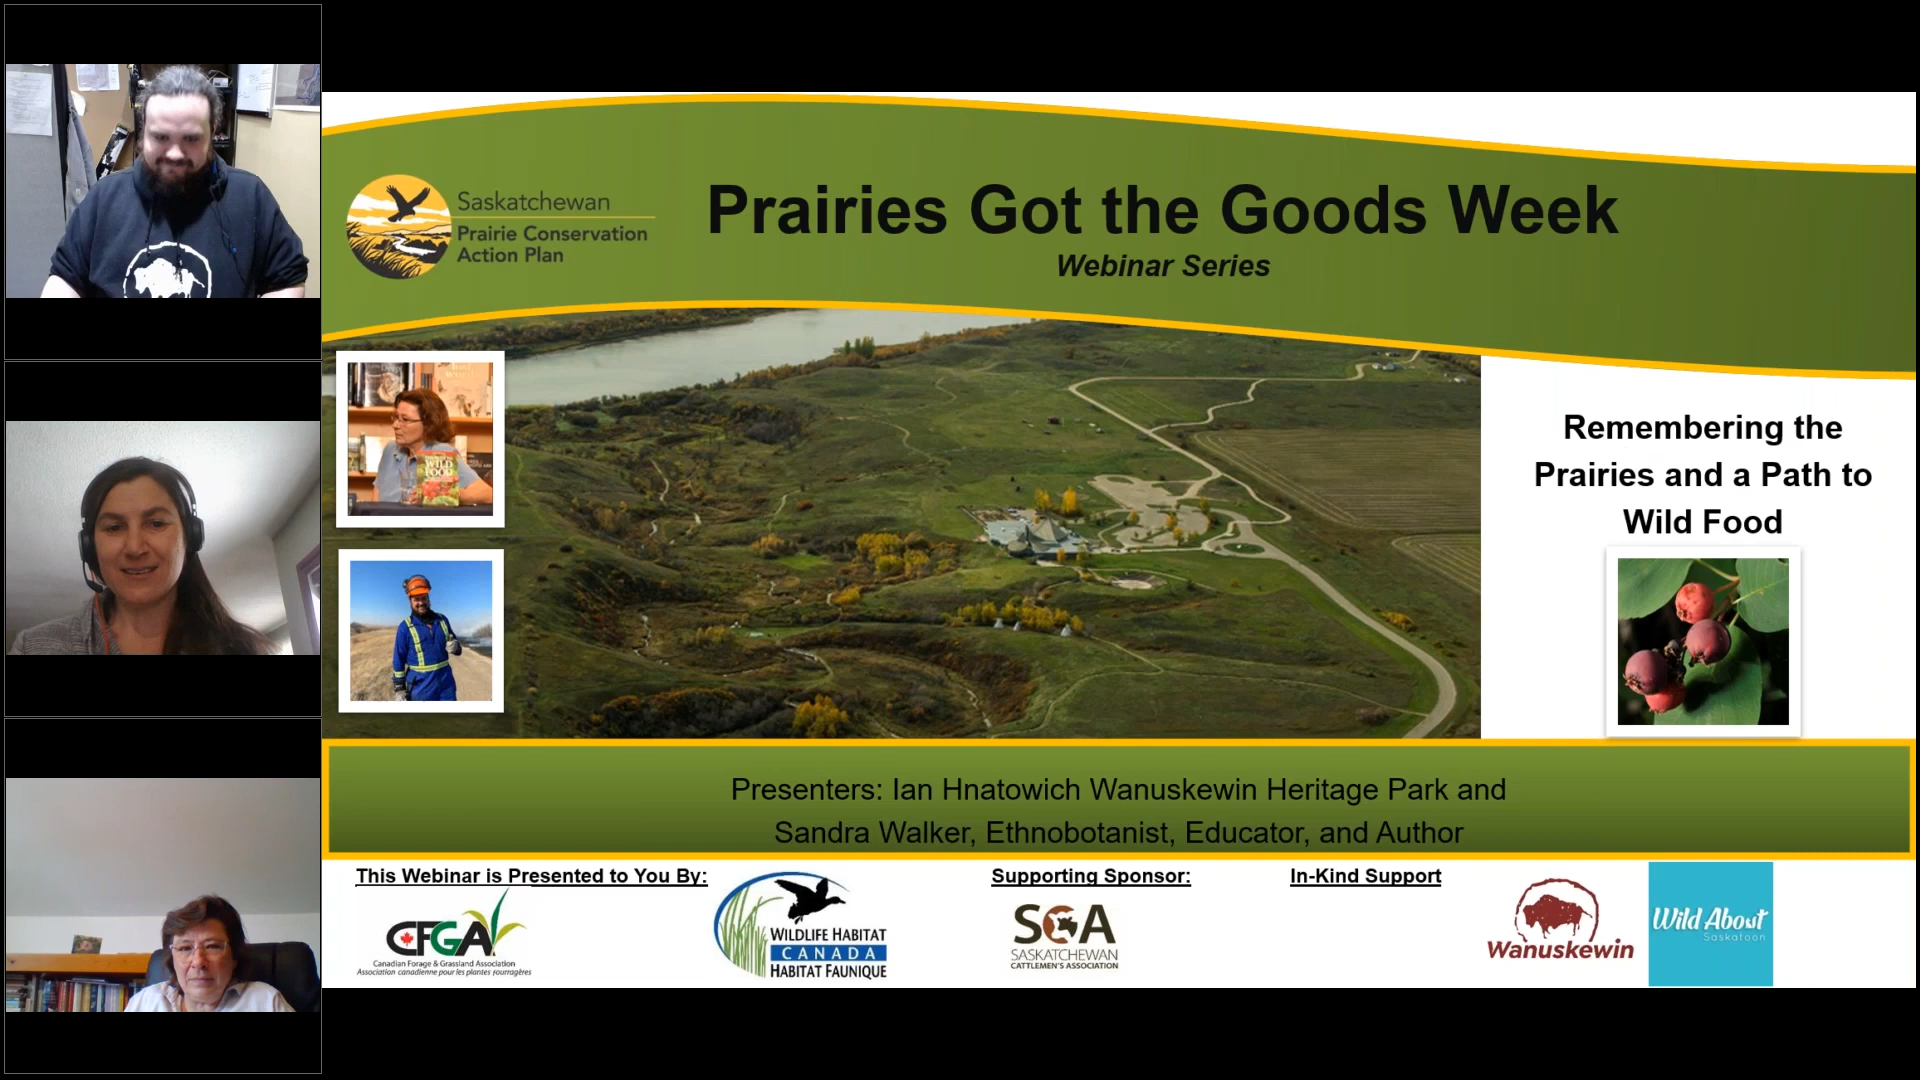 Saskatchewan
Prairie Conservation
Action Plan
Prairies Got the Goods Week
Webinar Series
WILD
FOOD
Remembering the
Prairies and a Path to
Wild Food
Presenters: Ian Hnatowich Wanuskewin Heritage Park and
Sandra Walker, Ethnobotanist, Educator, and Author
This Webinar is Presented to You By:
Supporting Sponsor:
In-Kind Support
CFGA
Canadian Forage & Grassland Association
Association canadienne pour les plantes fourragères
WILDLIFE HABITAT
CANADA
HABITAT FAUNIQUE
SCA
SASKATCHEWAN
CATTLEMEN'S ASSOCIATION
Wanuskewin
Wild About
Saskatoon